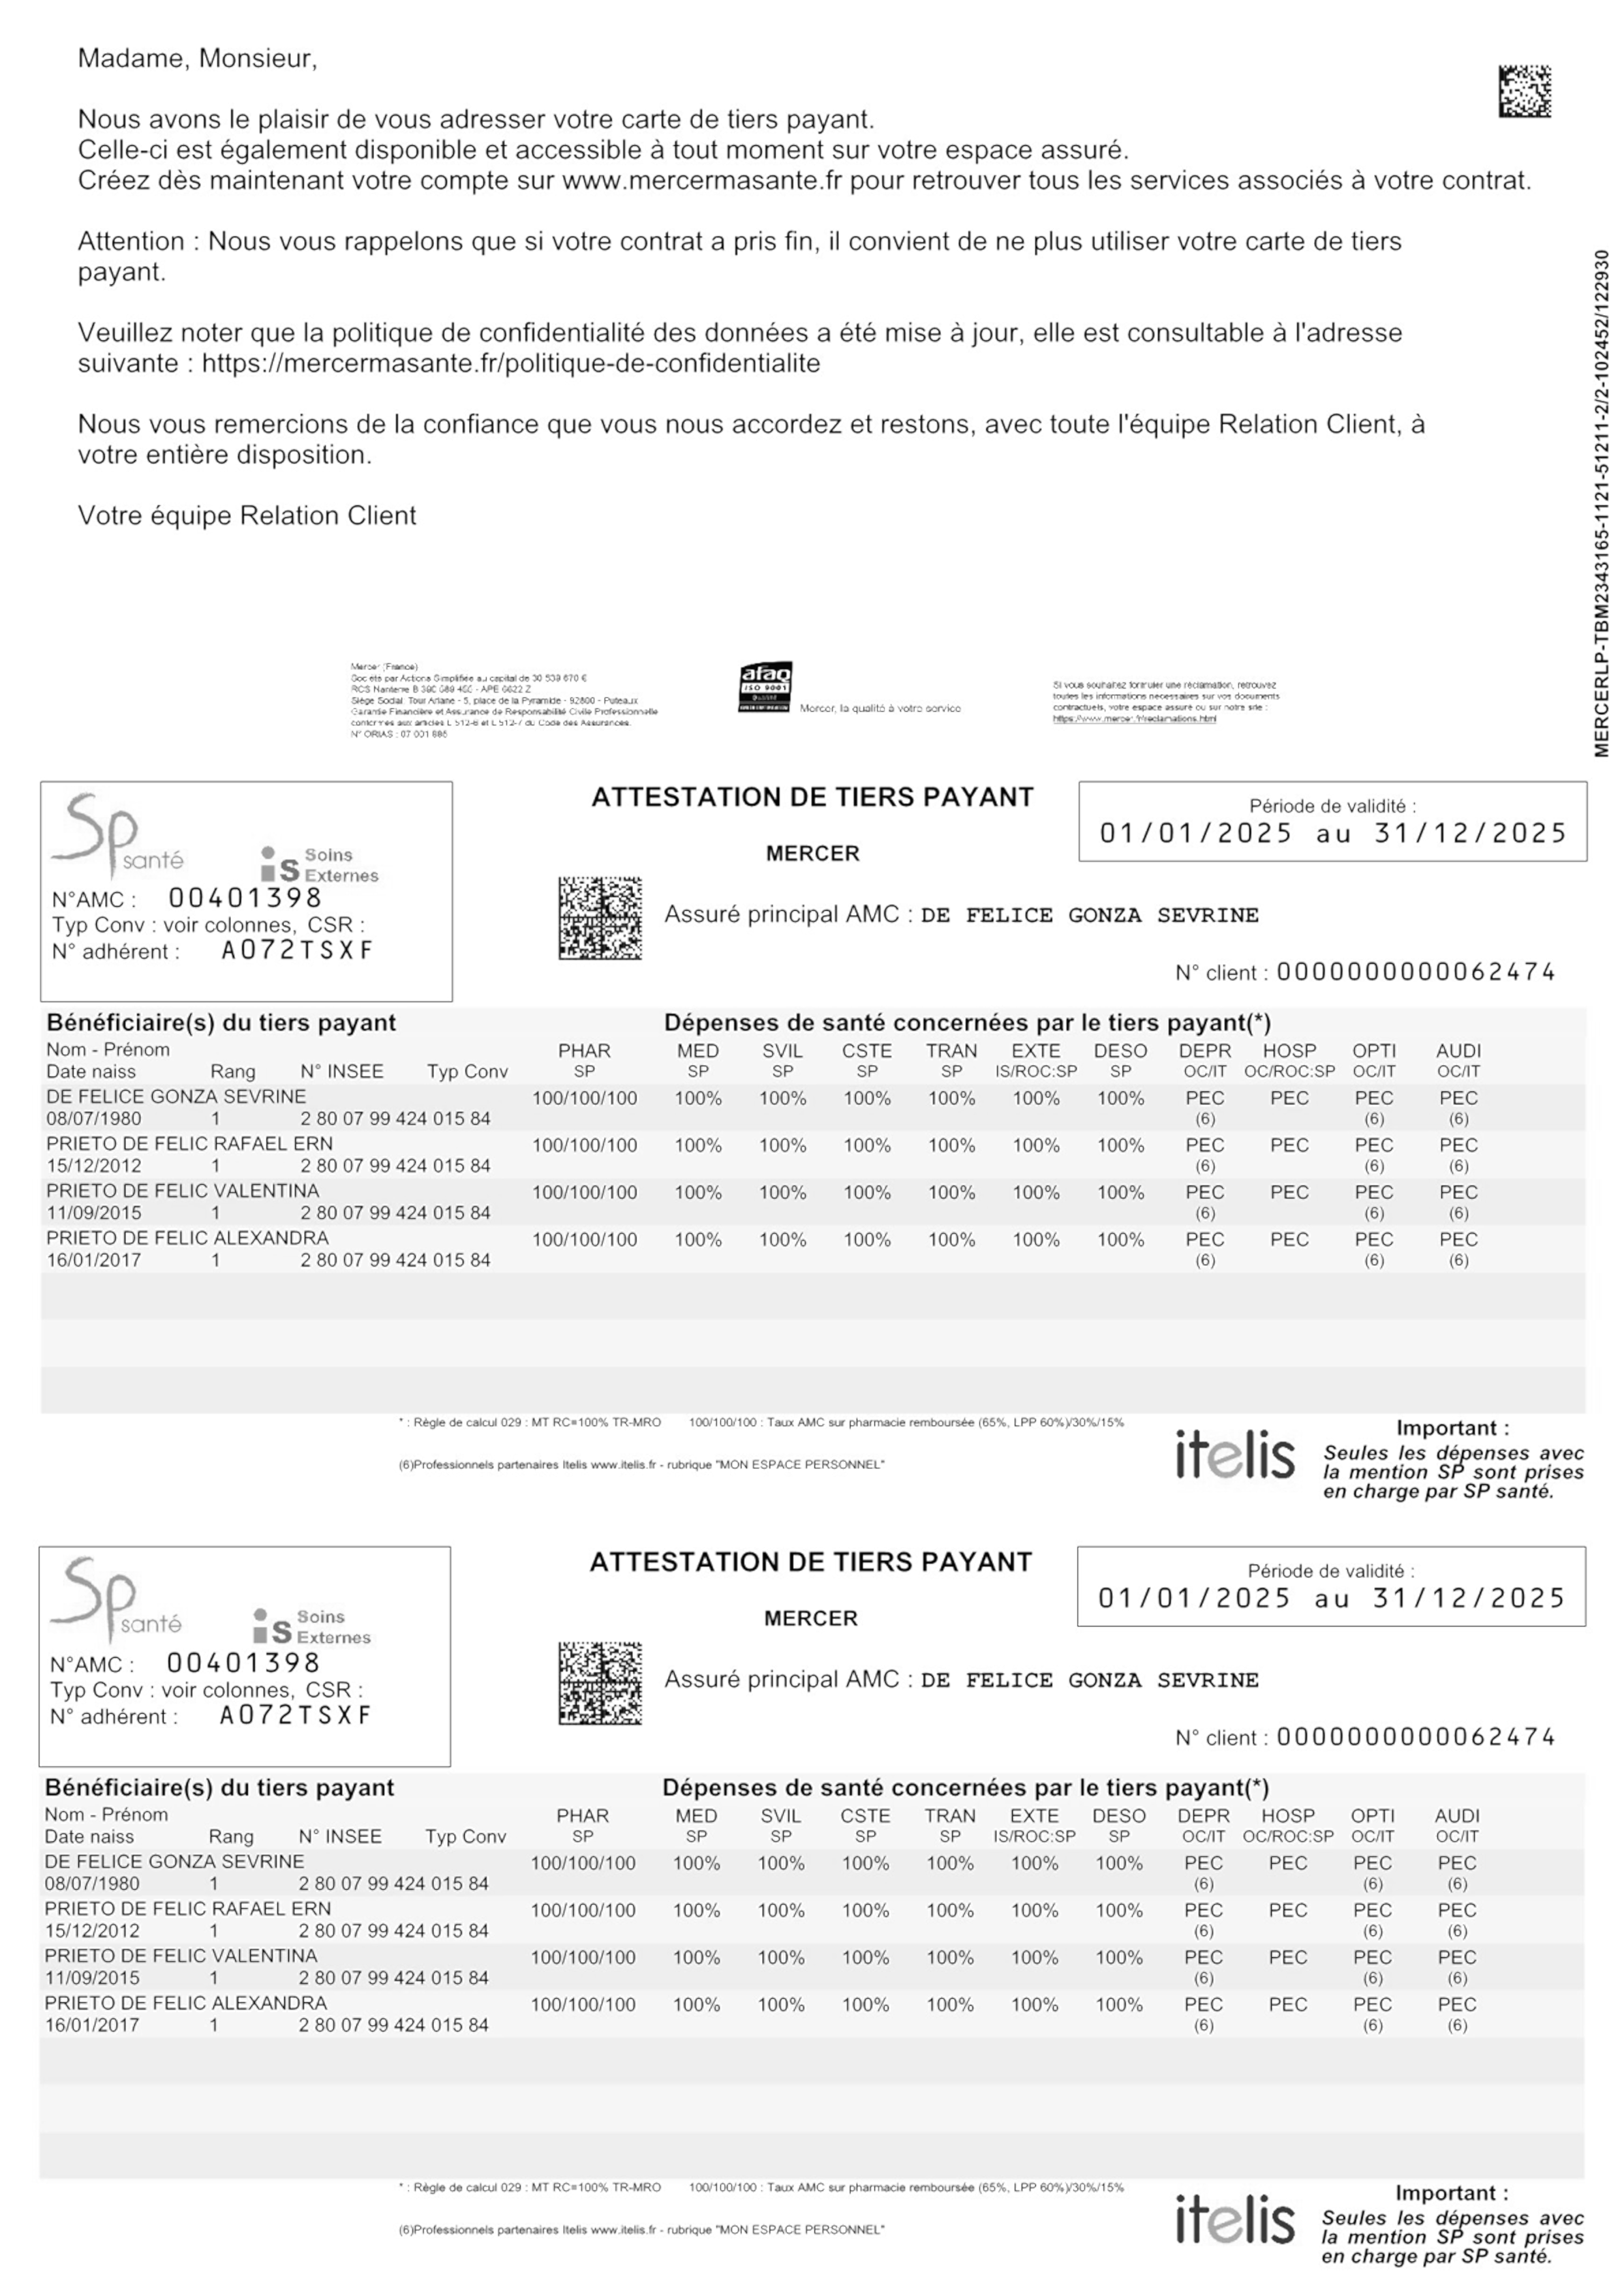 Madame, Monsieur,
Nous avons le plaisir de vous adresser votre carte de tiers payant.
Celle-ci est également disponible et accessible à tout moment sur votre espace assuré.
Créez dès maintenant votre compte sur www.mercermasante.fr pour retrouver tous les services associés à votre contrat.
Attention : Nous vous rappelons que si votre contrat a pris fin, il convient de ne plus utiliser votre carte de tiers
payant.
Veuillez noter que la politique de confidentialité des données a été mise à jour, elle est consultable à l'adresse
suivante : https://mercermasante.fr/politique-de-confidentialite
Nous vous remercions de la confiance que vous nous accordez et restons, avec toute l'équipe Relation Client, à
votre entière disposition.
Votre équipe Relation Client
MERCERLP-TBM2343165-1121-51211-2/2-102452/122930
Mercer (France)
Société par Actions Simplifiée au capital de 30 539 670 €
RCS Nanterre B - APE 6622 Z
Siège Social Tour Ariane - 5, place de la Pyramide - 92800 - Puteaux
Garantie Financière et Assurance de Responsabilité Civile Professionnelle
conformes aux articles L 512-6 et L 512-7 du Code des Assurances.
N° ORIAS : 07 001
afaq
ISO 9001
Mercer, la qualité à votre service
Si vous souhaitez formuler une réclamation, retrouvez
toutes les informations nécessaires sur vos documents
contractuels, votre espace assuré ou sur notre site :
https://www.mercer.fr/reclamations.html
Sp santé
is Soins
Externes
N°AMC : 00401398
Typ Conv : voir colonnes, CSR :
N° adhérent : A072TSXF
ATTESTATION DE TIERS PAYANT
MERCER
Période de validité :
01/01/2025 au 31/12/2025
Assuré principal AMC : DE FELICE GONZA SEVRINE
N° client : 0000000000062474
Bénéficiaire(s) du tiers payant Dépenses de santé concernées par le tiers payant(*)
Nom - Prénom PHAR MED SVIL CSTE TRAN EXTE DESO DEPR HOSP OPTI AUDI
Date naiss Rang N° INSEE Typ Conv SP SP SP SP SP IS/ROC:SP SP OC/IT OC/ROC:SP OC/IT OC/IT
DE FELICE GONZA SEVRINE 100/100/100 100% 100% 100% 100% 100% 100% PEC PEC PEC PEC
08/07/1980 1 2 80 07 99 424 015 84 (6) (6) (6)
PRIETO DE FELIC RAFAEL ERN 100/100/100 100% 100% 100% 100% 100% 100% PEC PEC PEC PEC
15/12/2012 1 2 80 07 99 424 015 84 (6) (6) (6)
PRIETO DE FELIC VALENTINA 100/100/100 100% 100% 100% 100% 100% 100% PEC PEC PEC PEC
11/09/2015 1 2 80 07 99 424 015 84 (6) (6) (6)
PRIETO DE FELIC ALEXANDRA 100/100/100 100% 100% 100% 100% 100% 100% PEC PEC PEC PEC
16/01/2017 1 2 80 07 99 424 015 84 (6) (6) (6)
* : Règle de calcul 029 : MT RC=100% TR-MRO 100/100/100 : Taux AMC sur pharmacie remboursée (65%, LPP 60%)/30%/15%
(6)Professionnels partenaires Itelis www.itelis.fr - rubrique "MON ESPACE PERSONNEL"
itelis
Important :
Seules les dépenses avec
la mention SP sont prises
en charge par SP santé.
Sp santé
is Soins
Externes
N°AMC : 00401398
Typ Conv : voir colonnes, CSR :
N° adhérent : A072TSXF
ATTESTATION DE TIERS PAYANT
MERCER
Période de validité :
01/01/2025 au 31/12/2025
Assuré principal AMC : DE FELICE GONZA SEVRINE
N° client : 0000000000062474
Bénéficiaire(s) du tiers payant Dépenses de santé concernées par le tiers payant(*)
Nom - Prénom PHAR MED SVIL CSTE TRAN EXTE DESO DEPR HOSP OPTI AUDI
Date naiss Rang N° INSEE Typ Conv SP SP SP SP SP IS/ROC:SP SP OC/IT OC/ROC:SP OC/IT OC/IT
DE FELICE GONZA SEVRINE 100/100/100 100% 100% 100% 100% 100% 100% PEC PEC PEC PEC
08/07/1980 1 2 80 07 99 424 015 84 (6) (6) (6)
PRIETO DE FELIC RAFAEL ERN 100/100/100 100% 100% 100% 100% 100% 100% PEC PEC PEC PEC
15/12/2012 1 2 80 07 99 424 015 84 (6) (6) (6)
PRIETO DE FELIC VALENTINA 100/100/100 100% 100% 100% 100% 100% 100% PEC PEC PEC PEC
11/09/2015 1 2 80 07 99 424 015 84 (6) (6) (6)
PRIETO DE FELIC ALEXANDRA 100/100/100 100% 100% 100% 100% 100% 100% PEC PEC PEC PEC
16/01/2017 1 2 80 07 99 424 015 84 (6) (6) (6)
* : Règle de calcul 029 : MT RC=100% TR-MRO 100/100/100 : Taux AMC sur pharmacie remboursée (65%, LPP 60%)/30%/15%
(6)Professionnels partenaires Itelis www.itelis.fr - rubrique "MON ESPACE PERSONNEL"
itelis
Important :
Seules les dépenses avec
la mention SP sont prises
en charge par SP santé.